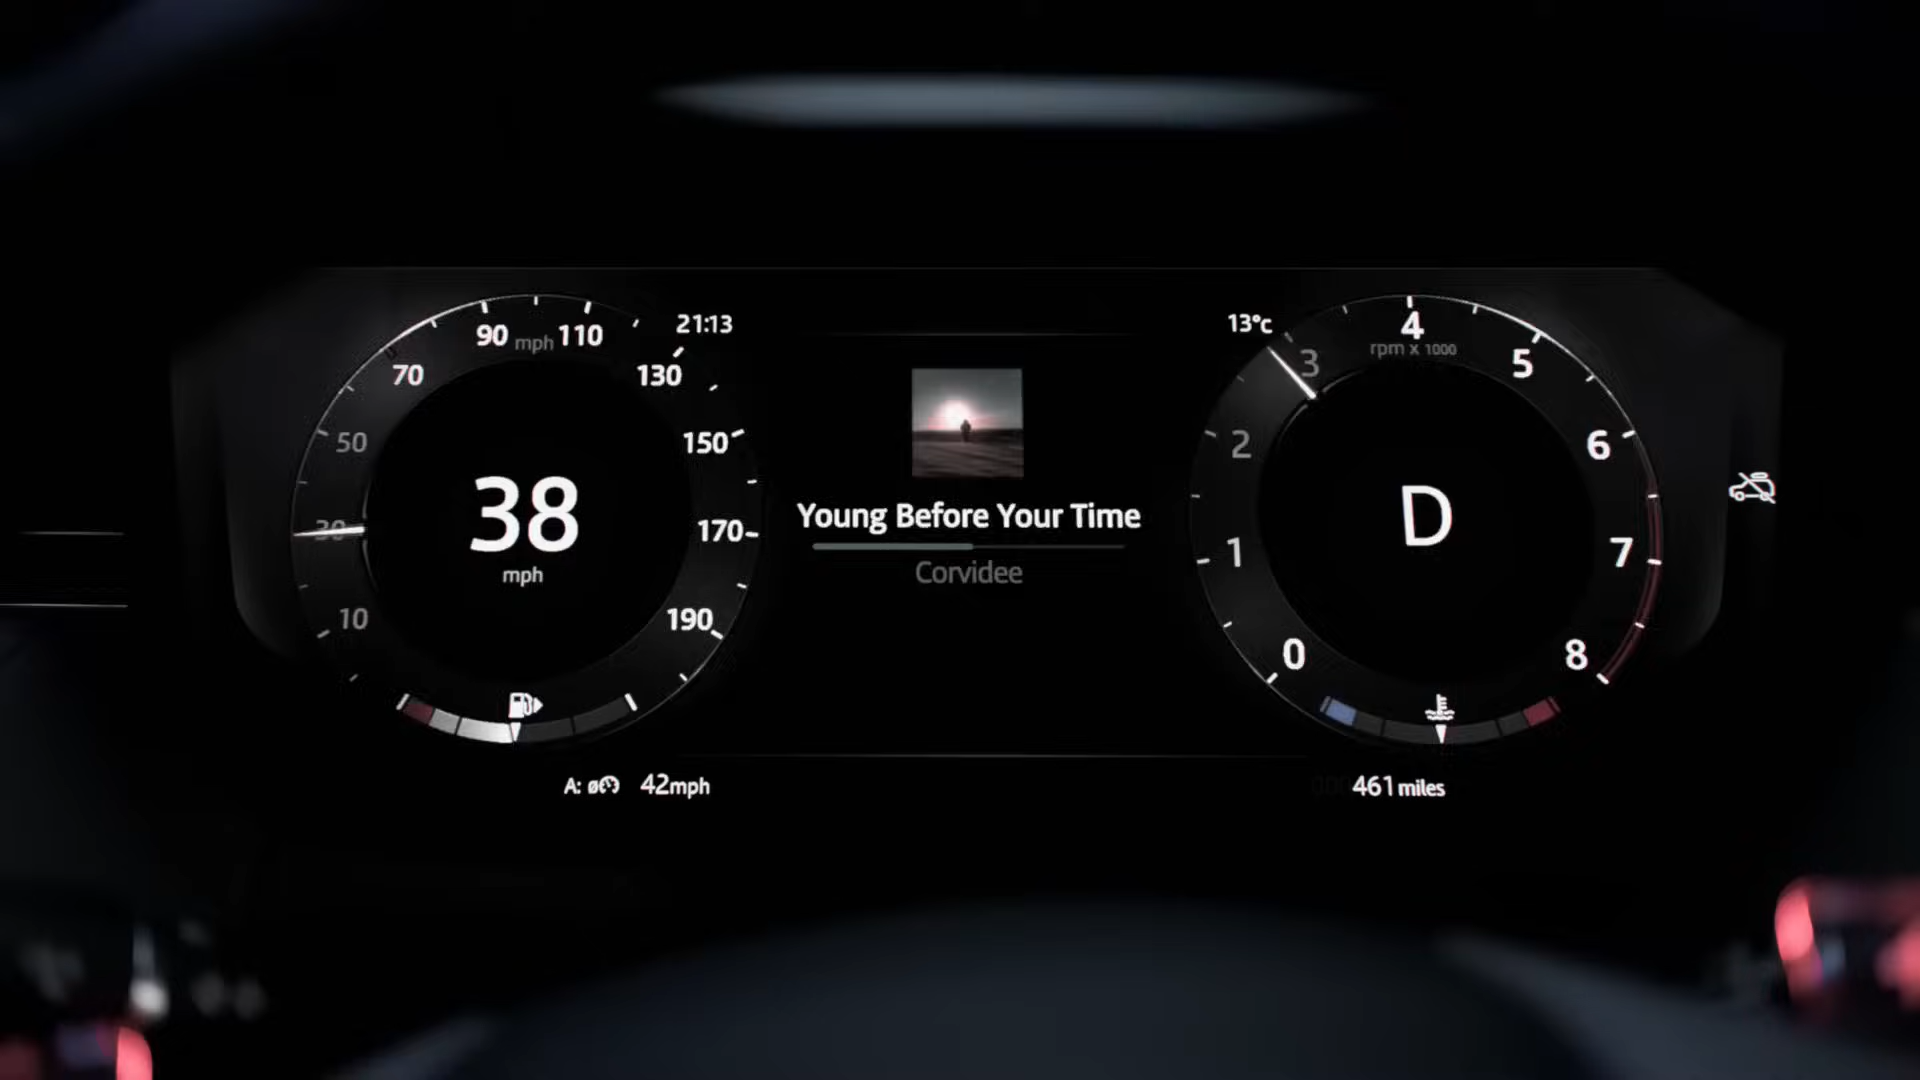 90 mph 110
70
130
50
150
30
170
10
190
38
mph
21:13
A: 42mph
Young Before Your Time
Corvidee
13°C
4
rpm x 1000
3
5
2
6
1
7
0
8
D
461 miles